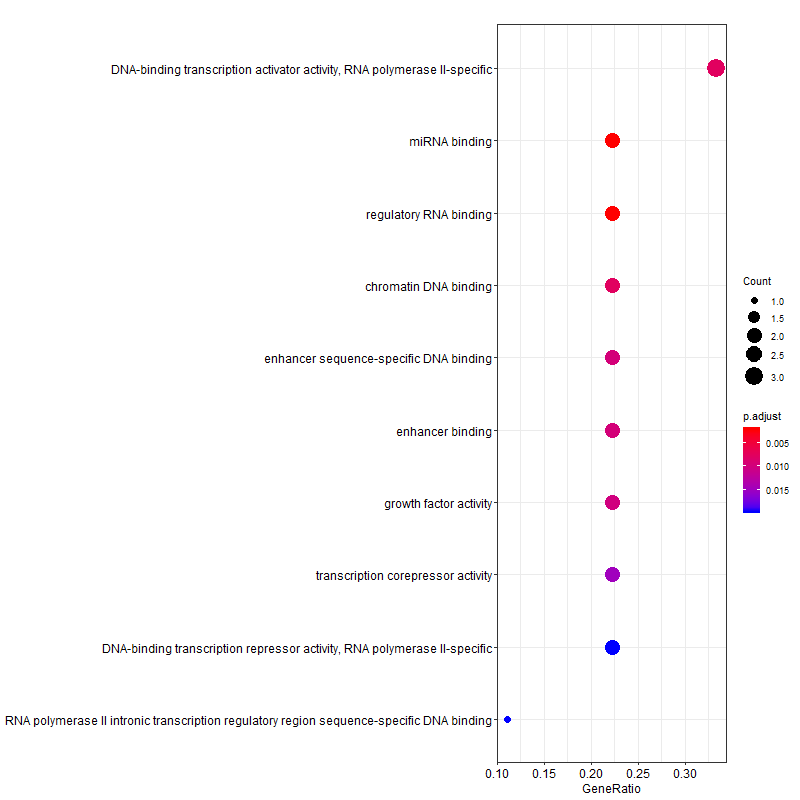 DNA-binding transcription activator activity, RNA polymerase II-specific
miRNA binding
regulatory RNA binding
chromatin DNA binding
enhancer sequence-specific DNA binding
enhancer binding
growth factor activity
transcription corepressor activity
DNA-binding transcription repressor activity, RNA polymerase II-specific
RNA polymerase II intronic transcription regulatory region sequence-specific DNA binding
0.10 0.15 0.20 0.25 0.30
GeneRatio
Count
1.0
1.5
2.0
2.5
3.0
p.adjust
0.005
0.010
0.015